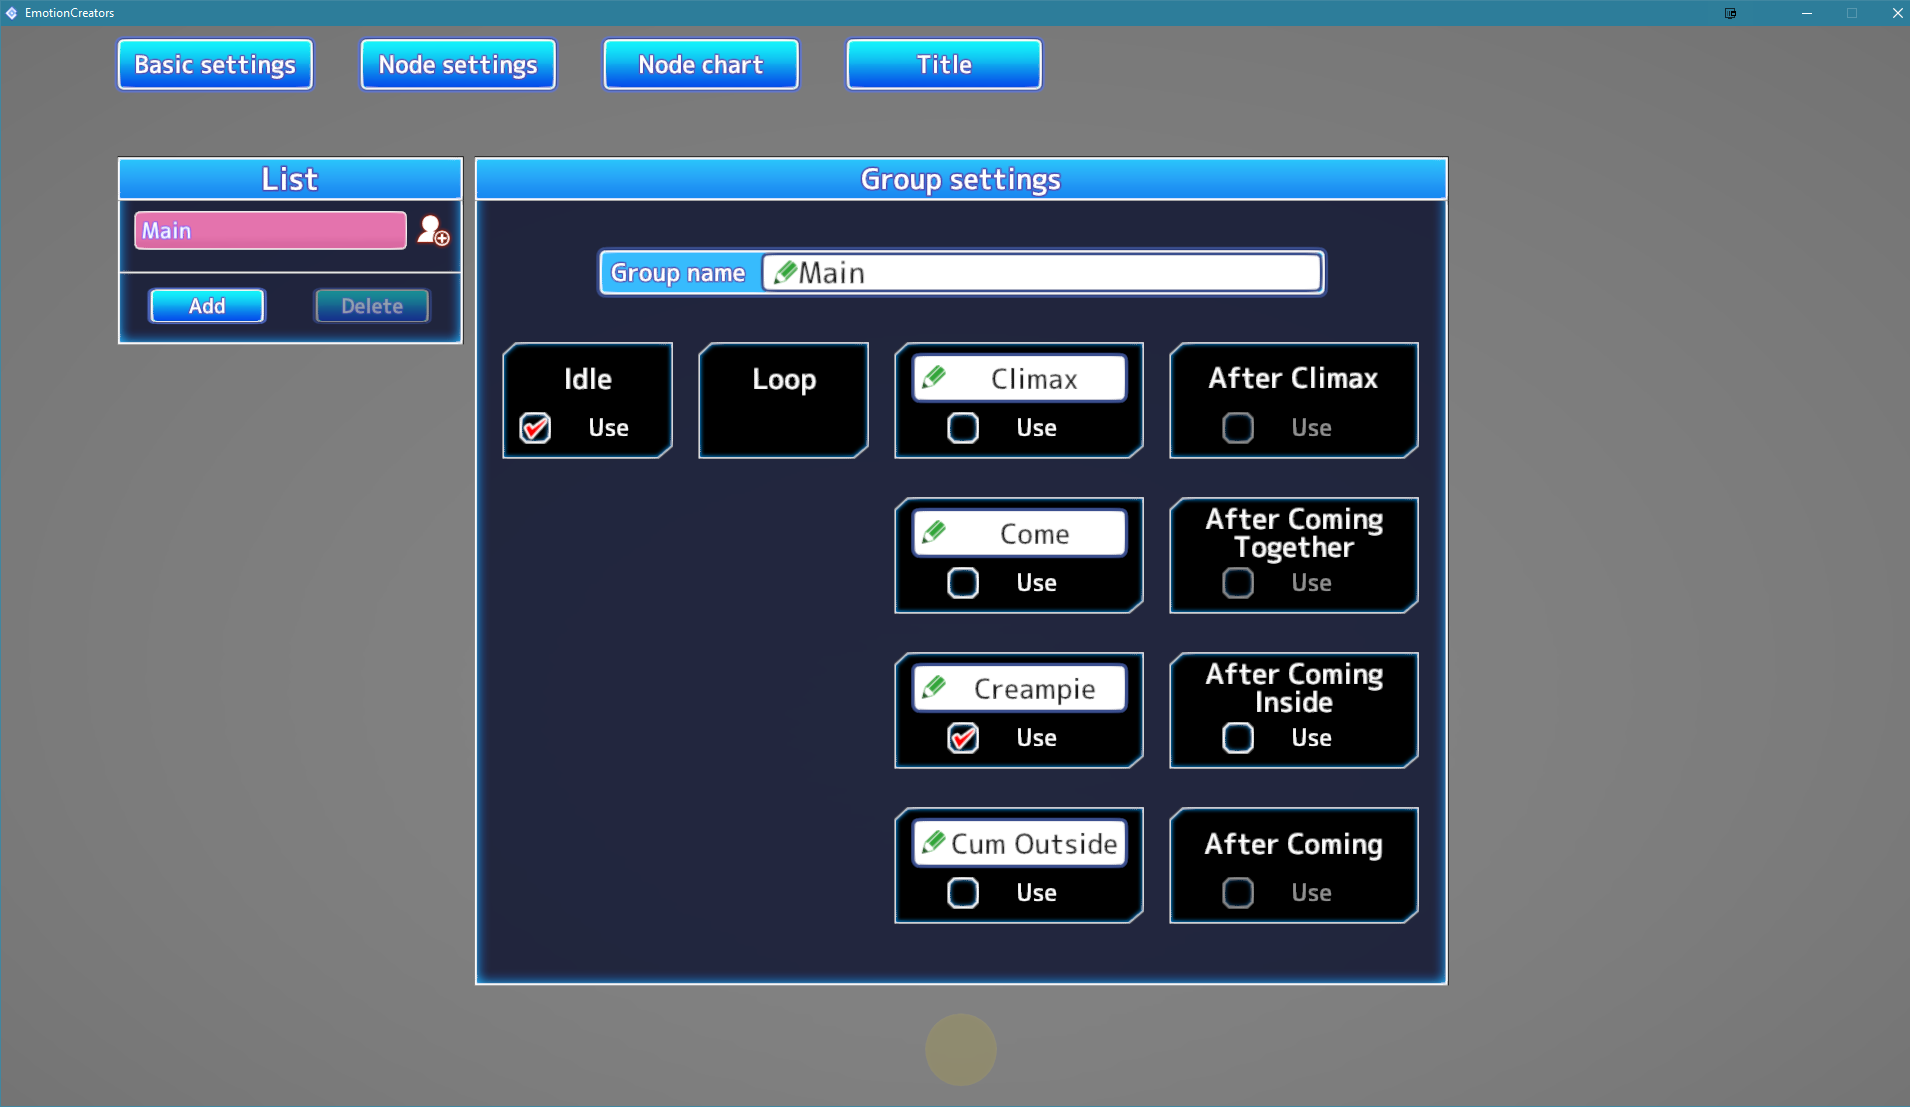 EmotionCreators
Basic settings
Node settings
Node chart
Title
List
Main
Add
Delete
Group settings
Group name
Main
Idle
Use
Loop
Climax
Use
After Climax
Use
Come
Use
After Coming
Together
Use
Creampie
Use
After Coming
Inside
Use
Cum Outside
Use
After Coming
Use